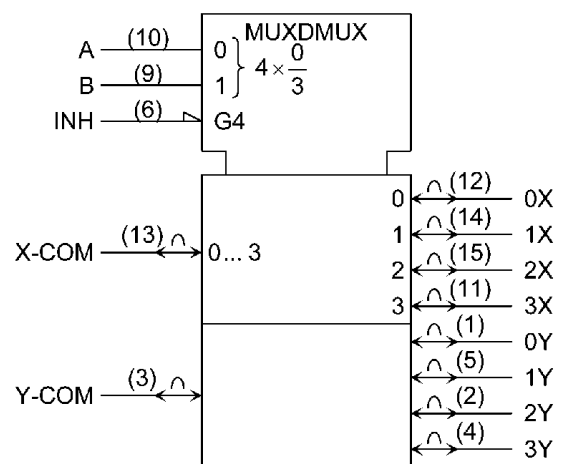 MUXDMUX
A (10) 0
B (9) 1
4 × 0/3
INH (6) G4
0 (12) 0X
1 (14) 1X
X-COM (13) 0... 3
2 (15) 2X
3 (11) 3X
(1) 0Y
(5) 1Y
Y-COM (3)
(2) 2Y
(4) 3Y